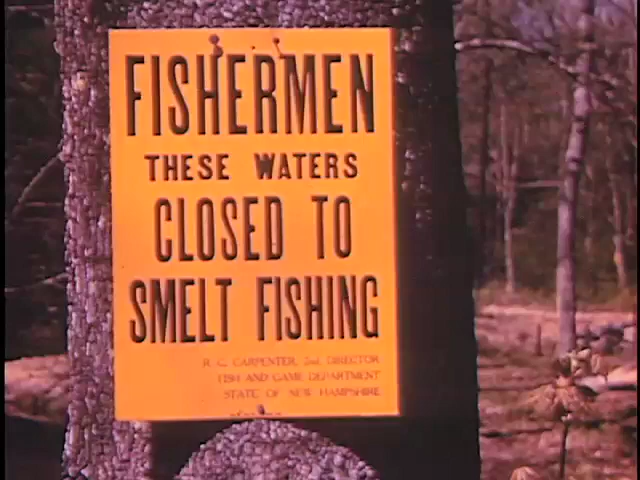 FISHERMEN
THESE WATERS
CLOSED TO
SMELT FISHING
R. G. CARPENTER, 2nd, DIRECTOR
FISH AND GAME DEPARTMENT
STATE OF NEW HAMPSHIRE